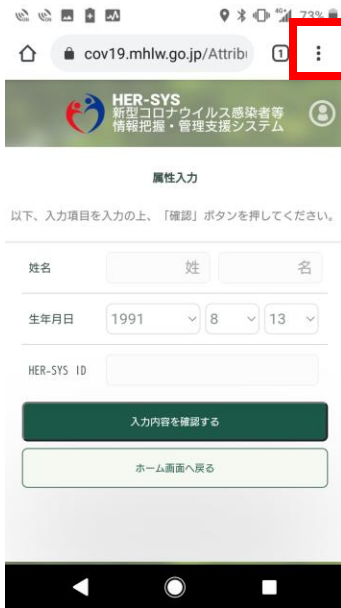 73%
cov19.mhlw.go.jp/Attrib
1
HER-SYS
新型コロナウイルス感染者等
情報把握・管理支援システム
属性入力
以下、入力項目を入力の上、「確認」ボタンを押してください。
姓名 姓 名
生年月日 1991 8 13
HER-SYS ID
入力内容を確認する
ホーム画面へ戻る